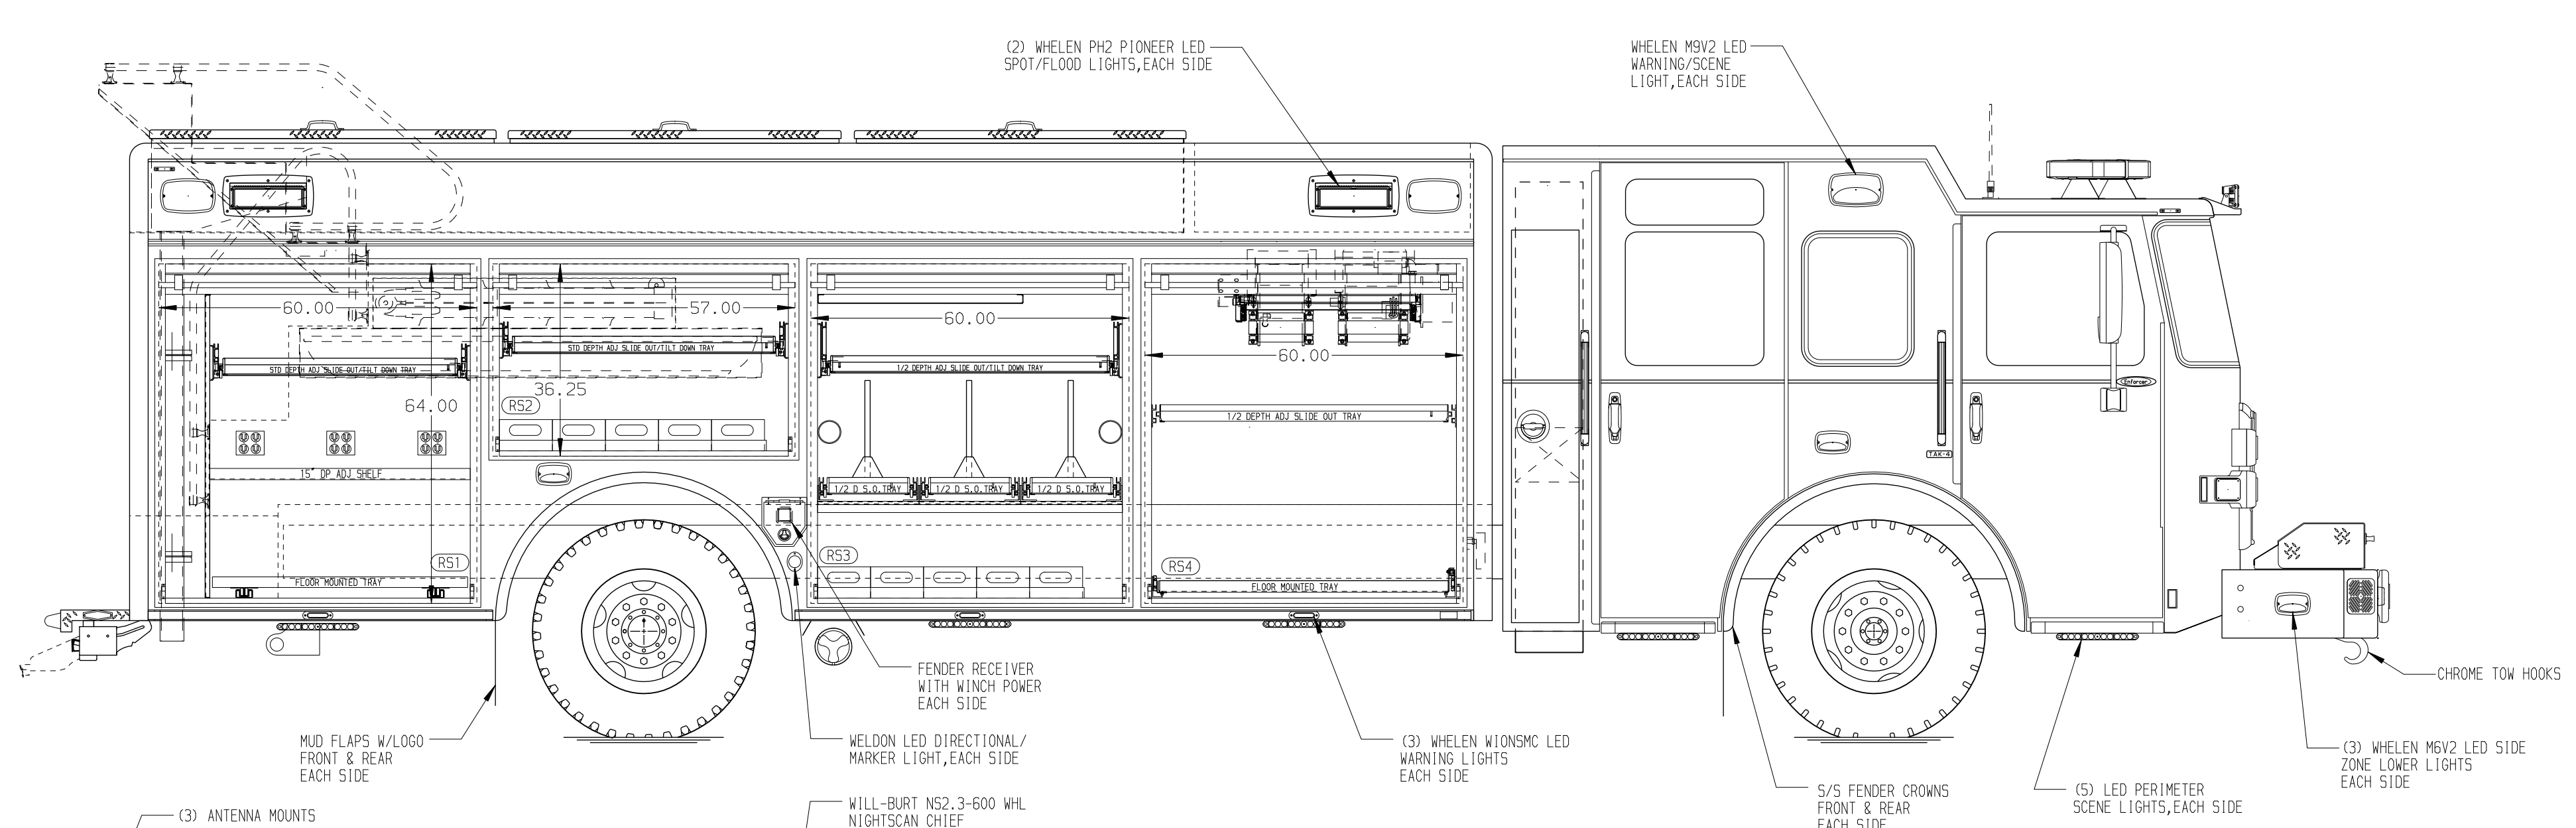 (2) WHELEN PH2 PIONEER LED
SPOT/FLOOD LIGHTS,EACH SIDE
WHELEN M9V2 LED
WARNING/SCENE
LIGHT,EACH SIDE
60.00
57.00
60.00
60.00
STD DEPTH ADJ SLIDE OUT/TILT DOWN TRAY
STD DEPTH ADJ SLIDE OUT/TILT DOWN TRAY
1/2 DEPTH ADJ SLIDE OUT/TILT DOWN TRAY
1/2 DEPTH ADJ SLIDE OUT TRAY
Enforcer
36.25
64.00
RS2
TAK-4
15" DP ADJ SHELF
1/2 D S.O.TRAY
1/2 D S.O.TRAY
1/2 D S.O.TRAY
RS1
RS3
RS4
FLOOR MOUNTED TRAY
FLOOR MOUNTED TRAY
FENDER RECEIVER
WITH WINCH POWER
EACH SIDE
CHROME TOW HOOKS
MUD FLAPS W/LOGO
FRONT & REAR
EACH SIDE
WELDON LED DIRECTIONAL/
MARKER LIGHT,EACH SIDE
(3) WHELEN WIONSMC LED
WARNING LIGHTS
EACH SIDE
(3) WHELEN M6V2 LED SIDE
ZONE LOWER LIGHTS
EACH SIDE
S/S FENDER CROWNS
FRONT & REAR
EACH SIDE
(5) LED PERIMETER
SCENE LIGHTS,EACH SIDE
(3) ANTENNA MOUNTS
WILL-BURT NS2.3-600 WHL
NIGHTSCAN CHIEF